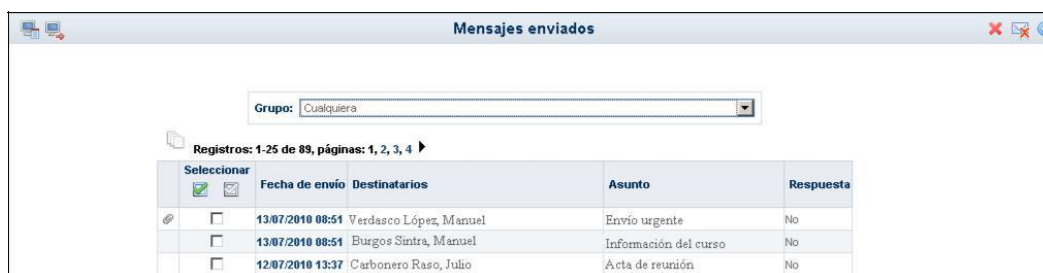 Mensajes enviados
Grupo: Cualquiera
Registros: 1-25 de 89, páginas: 1, 2, 3, 4
Seleccionar Fecha de envío Destinatarios Asunto Respuesta
13/07/2010 08:51 Verdasco López, Manuel Envío urgente No
13/07/2010 08:51 Burgos Sintra, Manuel Información del curso No
12/07/2010 13:37 Carbonero Raso, Julio Acta de reunión No